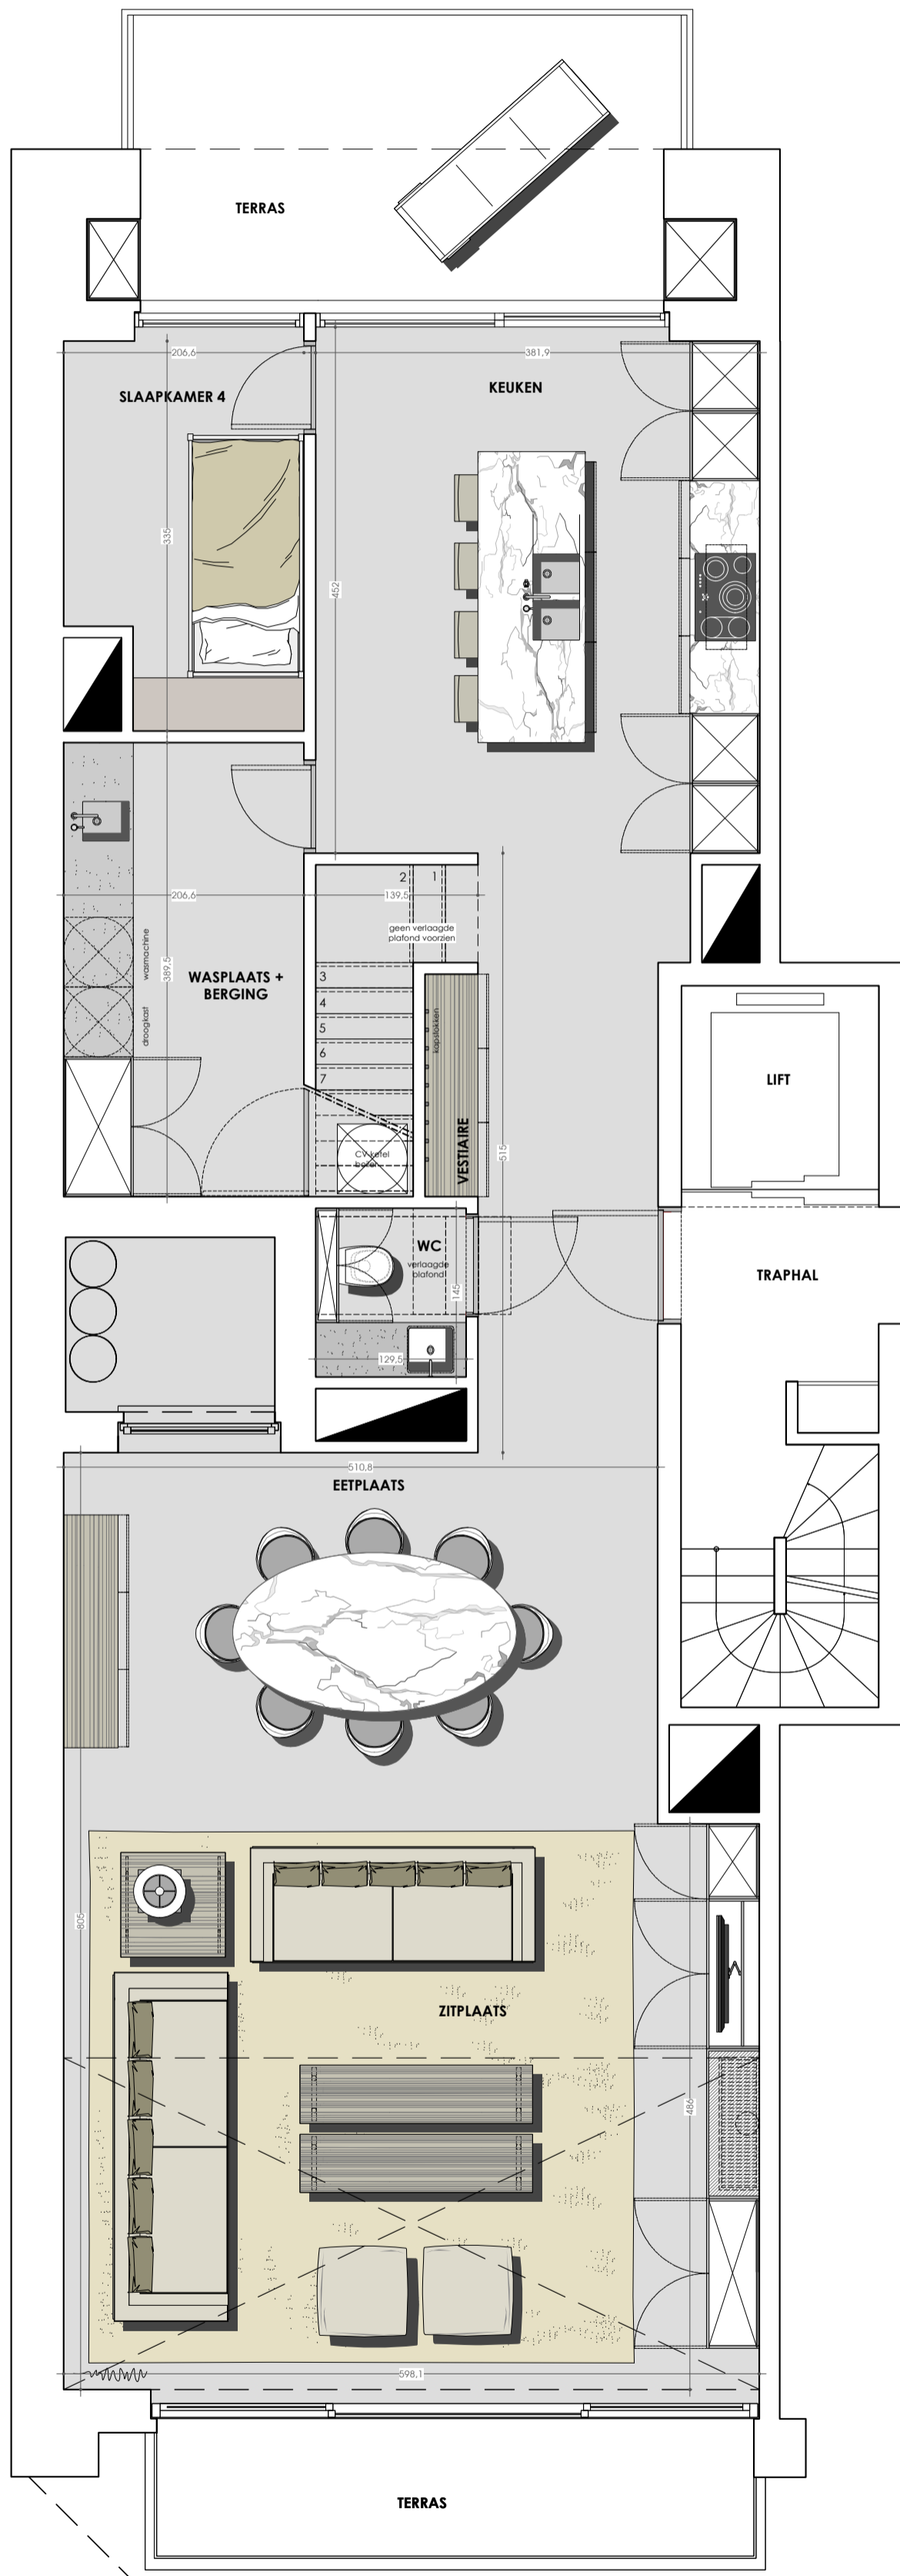 TERRAS
206,6
381,9
SLAAPKAMER 4
KEUKEN
335
452
2
1
206,6
139,5
geen verlaagde
plafond voorzien
wasmachine
389,5
WASPLAATS +
BERGING
droogkast
3
4
5
6
7
kapstokken
VESTIAIRE
LIFT
CV ketel
boiler
515
WC
verlaagde
plafond
145
TRAPHAL
129,5
510,8
EETPLAATS
805
ZITPLAATS
486
598,1
TERRAS